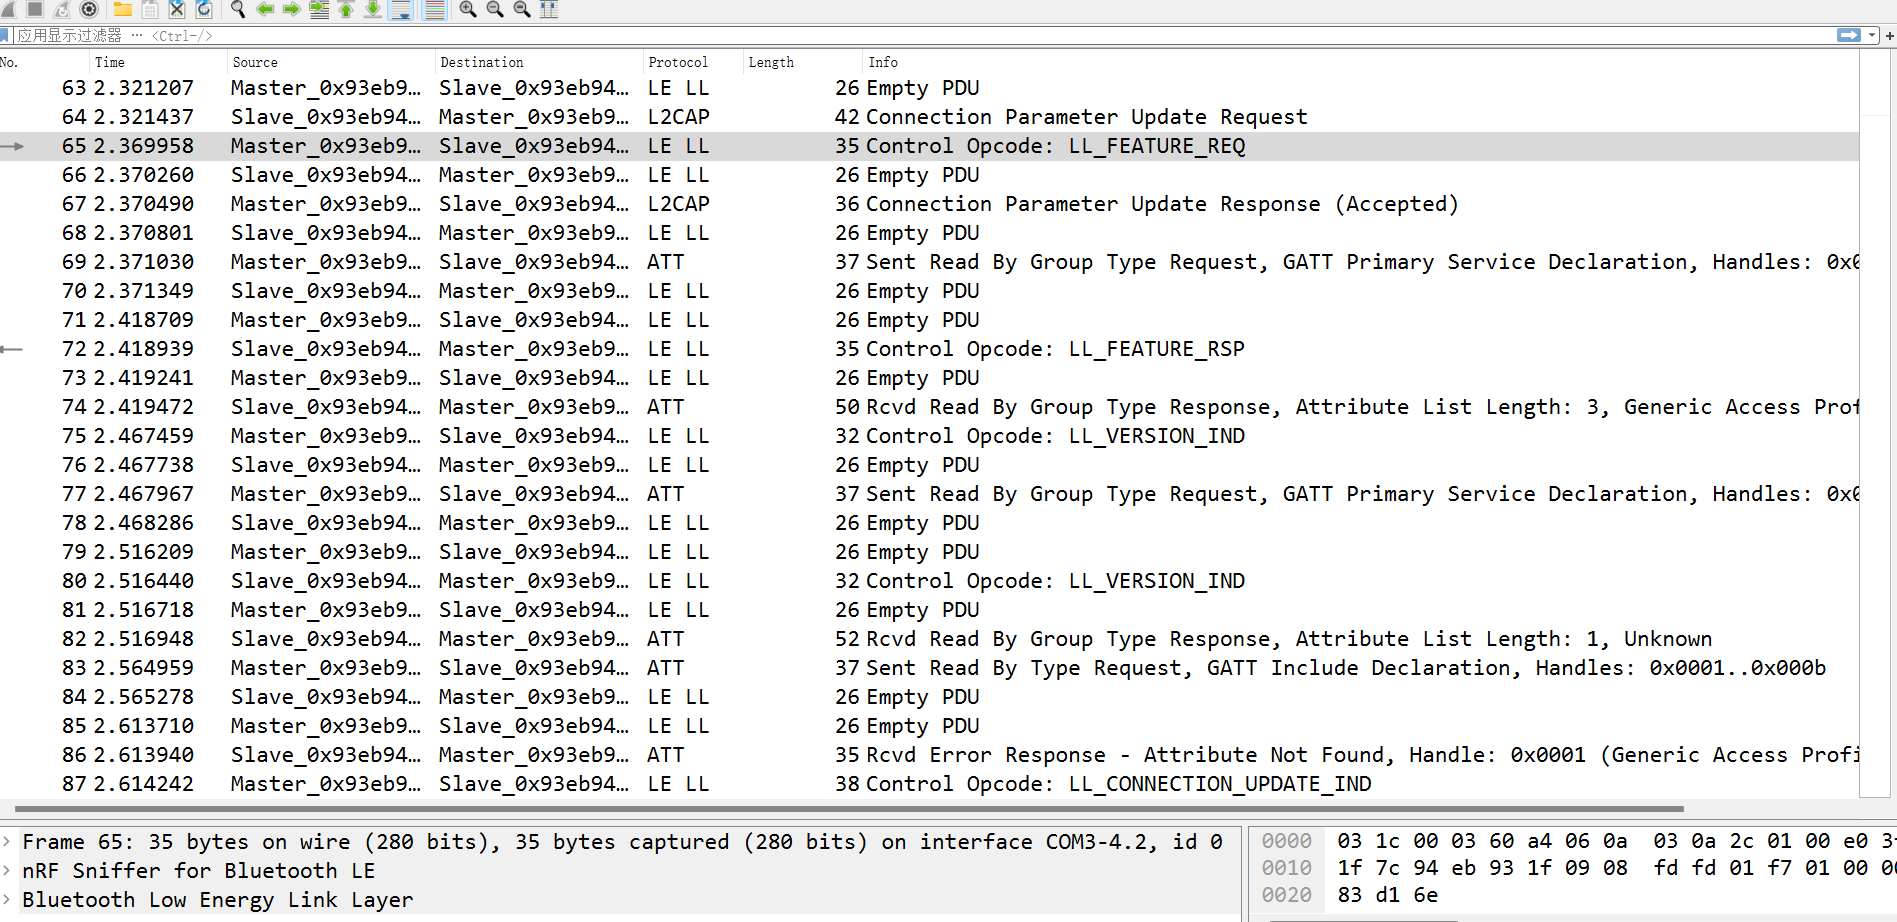 应用显示过滤器 … <Ctrl-/>
No. Time Source Destination Protocol Length Info
63 2.321207 Master_0x93eb9… Slave_0x93eb94… LE LL 26 Empty PDU
64 2.321437 Slave_0x93eb94… Master_0x93eb9… L2CAP 42 Connection Parameter Update Request
65 2.369958 Master_0x93eb9… Slave_0x93eb94… LE LL 35 Control Opcode: LL_FEATURE_REQ
66 2.370260 Slave_0x93eb94… Master_0x93eb9… LE LL 26 Empty PDU
67 2.370490 Master_0x93eb9… Slave_0x93eb94… L2CAP 36 Connection Parameter Update Response (Accepted)
68 2.370801 Slave_0x93eb94… Master_0x93eb9… LE LL 26 Empty PDU
69 2.371030 Master_0x93eb9… Slave_0x93eb94… ATT 37 Sent Read By Group Type Request, GATT Primary Service Declaration, Handles: 0x0
70 2.371349 Slave_0x93eb94… Master_0x93eb9… LE LL 26 Empty PDU
71 2.418709 Master_0x93eb9… Slave_0x93eb94… LE LL 26 Empty PDU
72 2.418939 Slave_0x93eb94… Master_0x93eb9… LE LL 35 Control Opcode: LL_FEATURE_RSP
73 2.419241 Master_0x93eb9… Slave_0x93eb94… LE LL 26 Empty PDU
74 2.419472 Slave_0x93eb94… Master_0x93eb9… ATT 50 Rcvd Read By Group Type Response, Attribute List Length: 3, Generic Access Prof
75 2.467459 Master_0x93eb9… Slave_0x93eb94… LE LL 32 Control Opcode: LL_VERSION_IND
76 2.467738 Slave_0x93eb94… Master_0x93eb9… LE LL 26 Empty PDU
77 2.467967 Master_0x93eb9… Slave_0x93eb94… ATT 37 Sent Read By Group Type Request, GATT Primary Service Declaration, Handles: 0x0
78 2.468286 Slave_0x93eb94… Master_0x93eb9… LE LL 26 Empty PDU
79 2.516209 Master_0x93eb9… Slave_0x93eb94… LE LL 26 Empty PDU
80 2.516440 Slave_0x93eb94… Master_0x93eb9… LE LL 32 Control Opcode: LL_VERSION_IND
81 2.516718 Master_0x93eb9… Slave_0x93eb94… LE LL 26 Empty PDU
82 2.516948 Slave_0x93eb94… Master_0x93eb9… ATT 52 Rcvd Read By Group Type Response, Attribute List Length: 1, Unknown
83 2.564959 Master_0x93eb9… Slave_0x93eb94… ATT 37 Sent Read By Type Request, GATT Include Declaration, Handles: 0x0001..0x000b
84 2.565278 Slave_0x93eb94… Master_0x93eb9… LE LL 26 Empty PDU
85 2.613710 Master_0x93eb9… Slave_0x93eb94… LE LL 26 Empty PDU
86 2.613940 Slave_0x93eb94… Master_0x93eb9… ATT 35 Rcvd Error Response - Attribute Not Found, Handle: 0x0001 (Generic Access Profi
87 2.614242 Master_0x93eb9… Slave_0x93eb94… LE LL 38 Control Opcode: LL_CONNECTION_UPDATE_IND
Frame 65: 35 bytes on wire (280 bits), 35 bytes captured (280 bits) on interface COM3-4.2, id 0
nRF Sniffer for Bluetooth LE
Bluetooth Low Energy Link Layer
0000 03 1c 00 03 60 a4 06 0a 03 0a 2c 01 00 e0
0010 1f 7c 94 eb 93 1f 09 08 fd fd 01 f7 01 00
0020 83 d1 6e